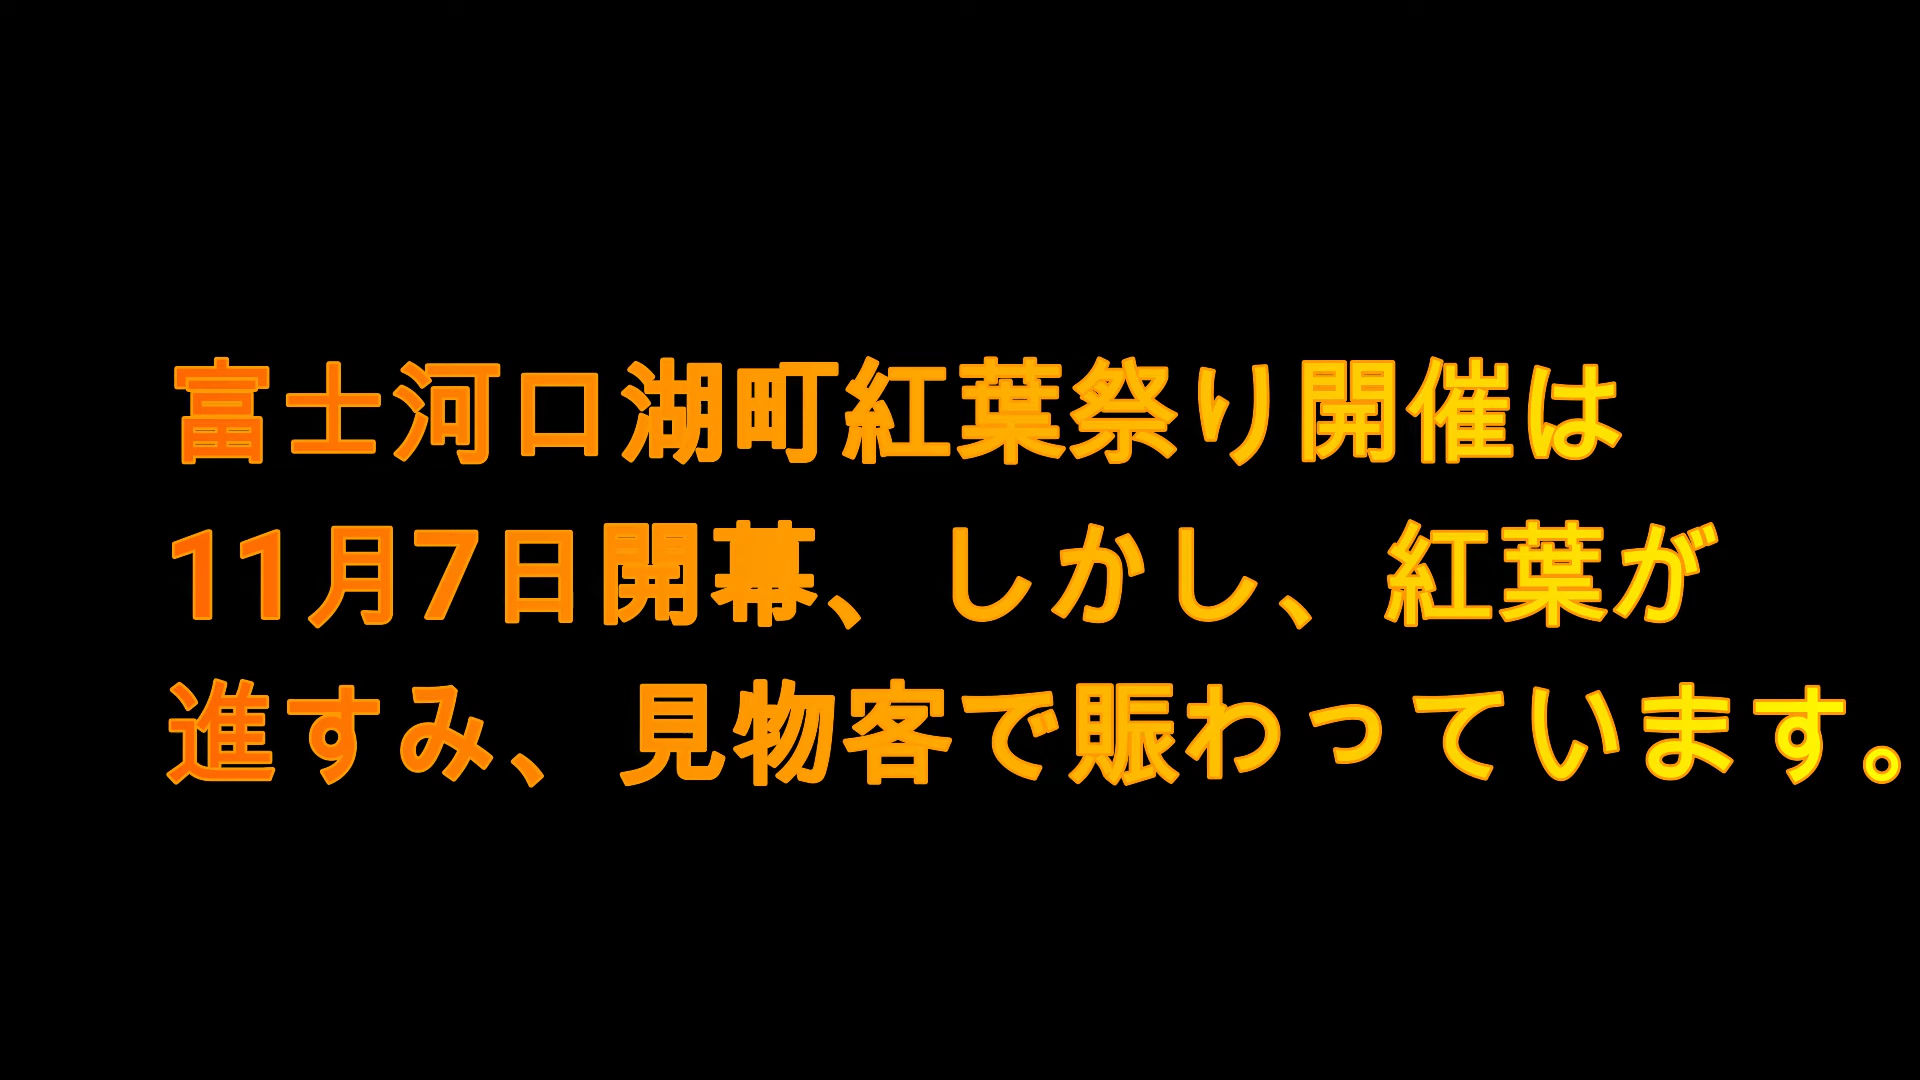 富士河口湖町紅葉祭り開催は
11月7日開幕、しかし、紅葉が
進すみ、見物客で賑わっています。